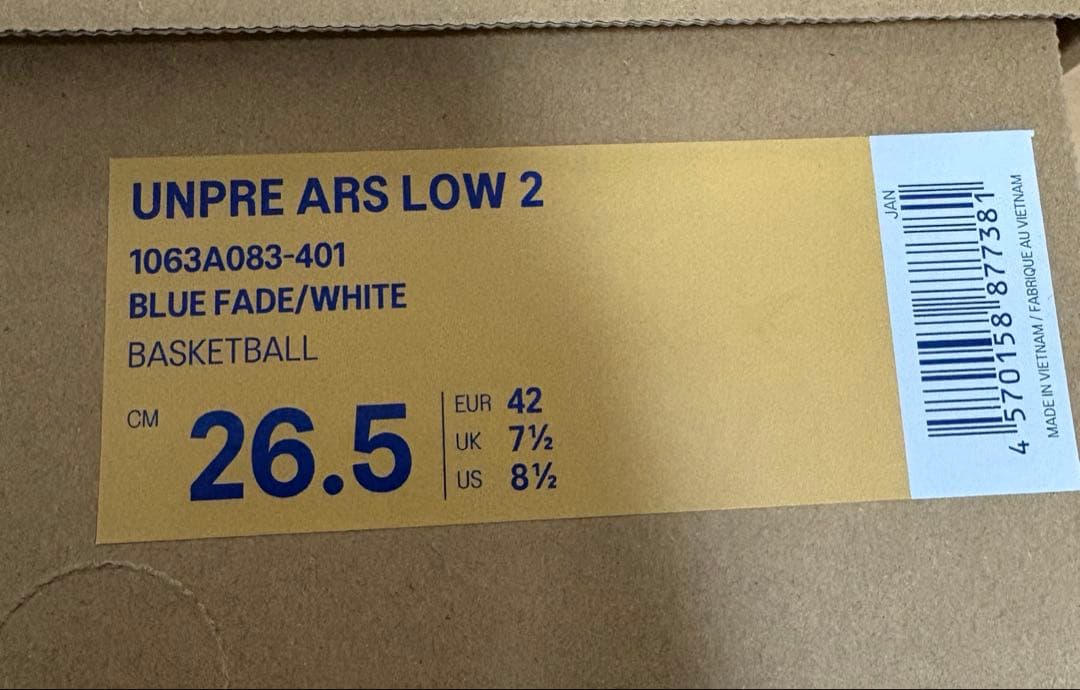 UNPRE ARS LOW 2
1063A083-401
BLUE FADE/WHITE
BASKETBALL
CM 26.5
EUR 42
UK 7½
US 8½
JAN
4 570158 877381
MADE IN VIETNAM / FABRIQUE AU VIETNAM